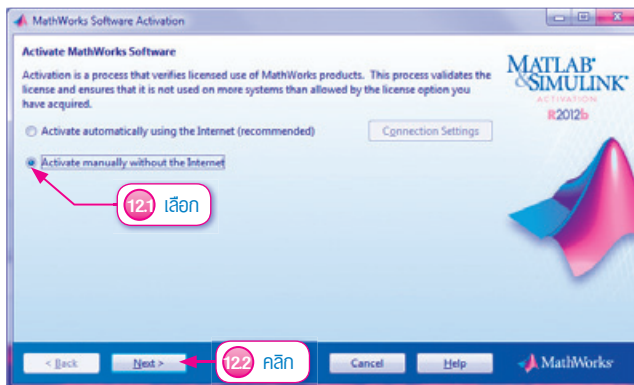 MathWorks Software Activation
Activate MathWorks Software
Activation is a process that verifies licensed use of MathWorks products. This process validates the
license and ensures that it is not used on more systems than allowed by the license option you
have acquired.
MATLAB®
&SIMULINK®
ACTIVATION
R2012b
Activate automatically using the Internet (recommended)
Connection Settings
Activate manually without the Internet
12.1 เลือก
< Back
Next >
12.2 คลิก
Cancel
Help
MathWorks®